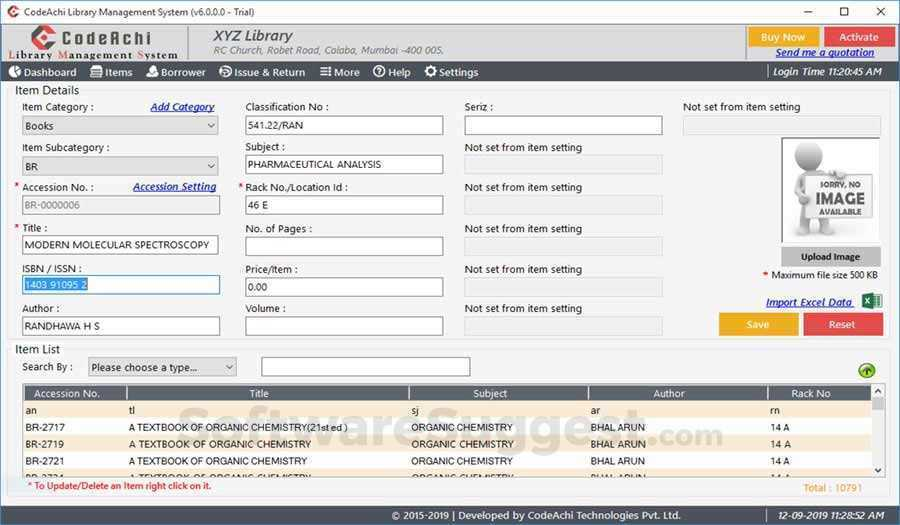 CodeAchi Library Management System (v6.0.0.0 - Trial)
CodeAchi
Library Management System
XYZ Library
RC Church, Robet Road, Colaba, Mumbai -400 005.
Buy Now
Activate
Send me a quotation
Dashboard Items Borrower Issue & Return More Help Settings
Login Time 11:20:45 AM
Item Details
Item Category :
Add Category
Books
Item Subcategory :
BR
* Accession No. :
Accession Setting
BR-0000006
* Title :
MODERN MOLECULAR SPECTROSCOPY
ISBN / ISSN :
1403 91095 2
Author :
RANDHAWA H S
Classification No :
541.22/RAN
Subject :
PHARMACEUTICAL ANALYSIS
* Rack No./Location Id :
46 E
No. of Pages :
Price/Item :
0.00
Volume :
Seriz :
Not set from item setting
Not set from item setting
Not set from item setting
Not set from item setting
Not set from item setting
Not set from item setting
SORRY, NO
IMAGE
AVAILABLE
Upload Image
* Maximum file size 500 KB
Import Excel Data
Save
Reset
Item List
Search By :
Please choose a type...
Accession No. Title Subject Author Rack No
an tl sj ar rn
BR-2717 A TEXTBOOK OF ORGANIC CHEMISTRY(21sted ) ORGANIC CHEMISTRY BHAL ARUN 14 A
BR-2719 A TEXTBOOK OF ORGANIC CHEMISTRY ORGANIC CHEMISTRY BHAL ARUN 14 A
BR-2721 A TEXTBOOK OF ORGANIC CHEMISTRY ORGANIC CHEMISTRY BHAL ARUN 14 A
SoftwareSuggest.com
* To Update/Delete an Item right click on it.
Total : 10791
© 2015-2019 | Developed by CodeAchi Technologies Pvt. Ltd.
12-09-2019 11:28:52 AM